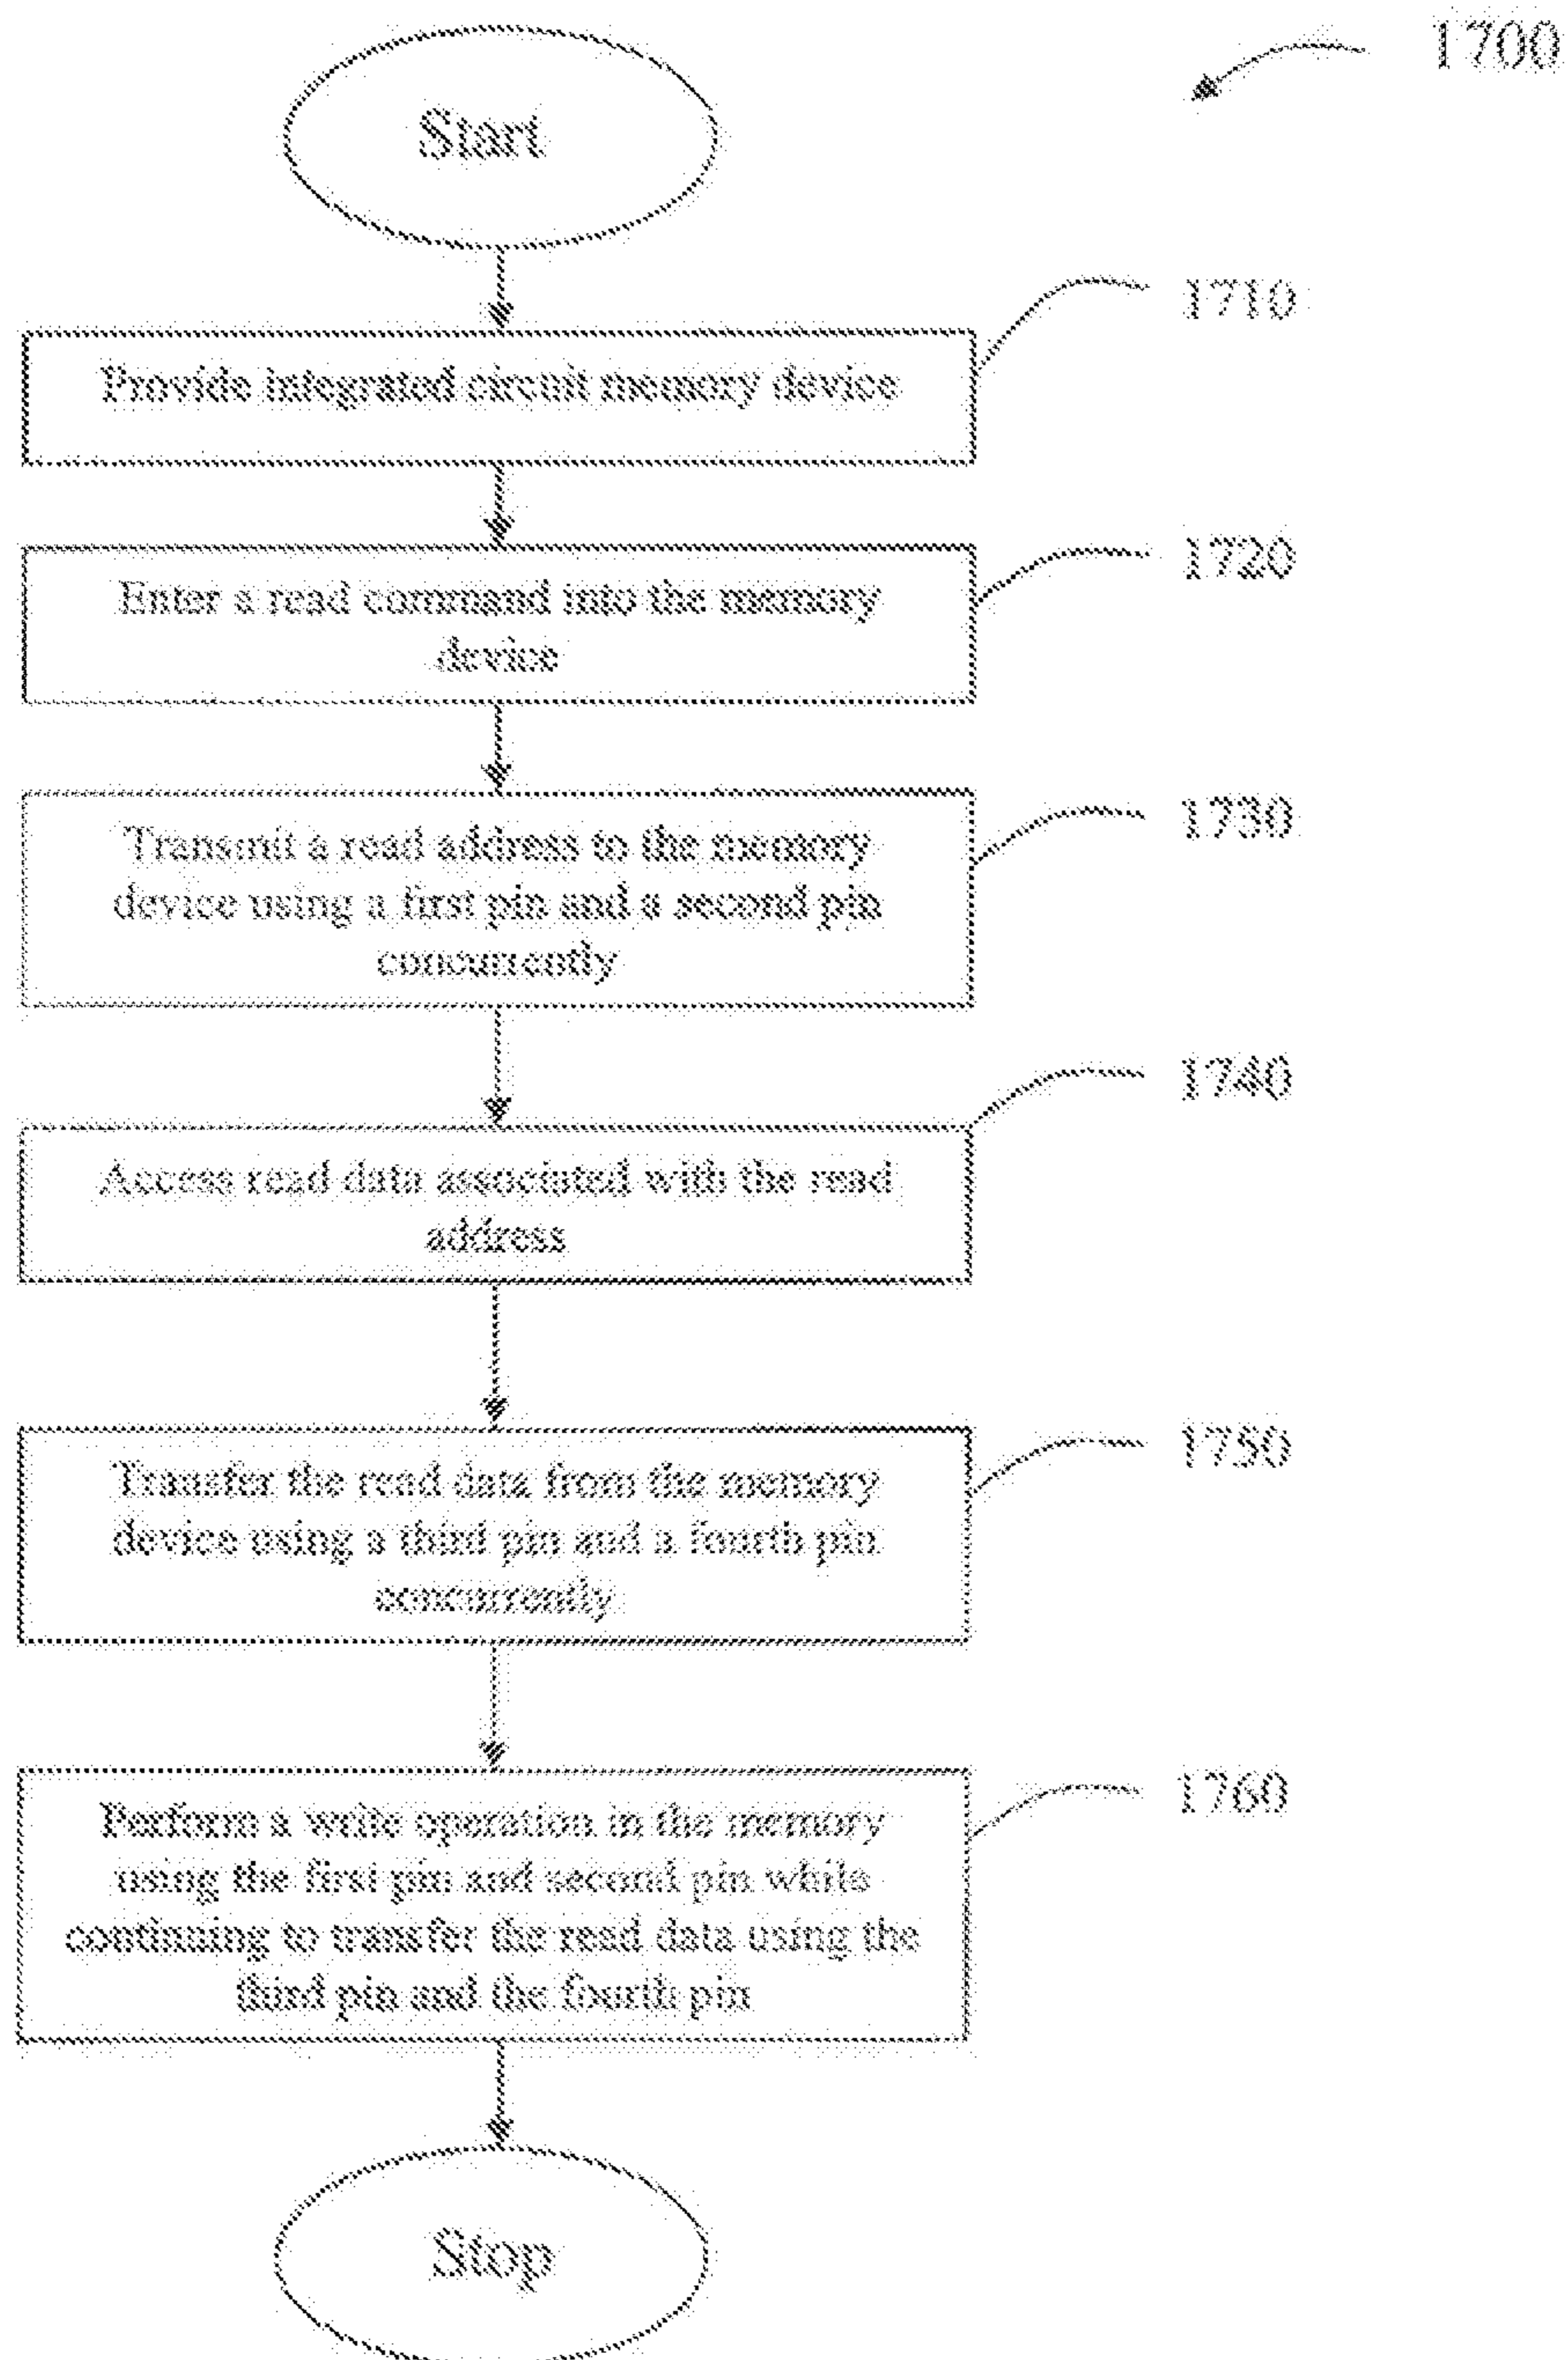 1700
Start
1710
Provide integrated circuit memory device
1720
Enter a read command into the memory
device
1730
Transmit a read address to the memory
device using a first pin and a second pin
concurrently
1740
Access read data associated with the read
address
1750
Transfer the read data from the memory
device using a third pin and a fourth pin
concurrently
1760
Perform a write operation in the memory
using the first pin and second pin while
continuing to transfer the read data using the
third pin and the fourth pin
Stop